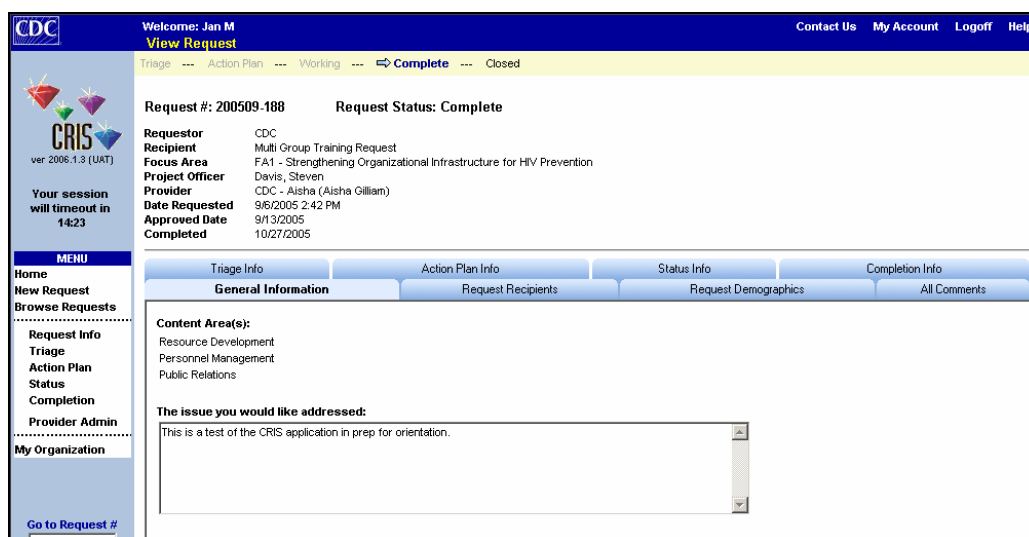 CDC
Welcome: Jan M
Contact Us My Account Logoff Help
View Request
Triage --- Action Plan --- Working --- Complete --- Closed
CRIS
ver 2006.1.3 (UAT)
Your session
will timeout in
14:23
MENU
Home
New Request
Browse Requests
Request Info
Triage
Action Plan
Status
Completion
Provider Admin
My Organization
Go to Request #
Request #: 200509-188 Request Status: Complete
Requestor CDC
Recipient Multi Group Training Request
Focus Area FA1 - Strengthening Organizational Infrastructure for HIV Prevention
Project Officer Davis, Steven
Provider CDC - Aisha (Aisha Gilliam)
Date Requested 9/6/2005 2:42 PM
Approved Date 9/13/2005
Completed 10/27/2005
Triage Info Action Plan Info Status Info Completion Info
General Information Request Recipients Request Demographics All Comments
Content Area(s):
Resource Development
Personnel Management
Public Relations
The issue you would like addressed:
This is a test of the CRIS application in prep for orientation.